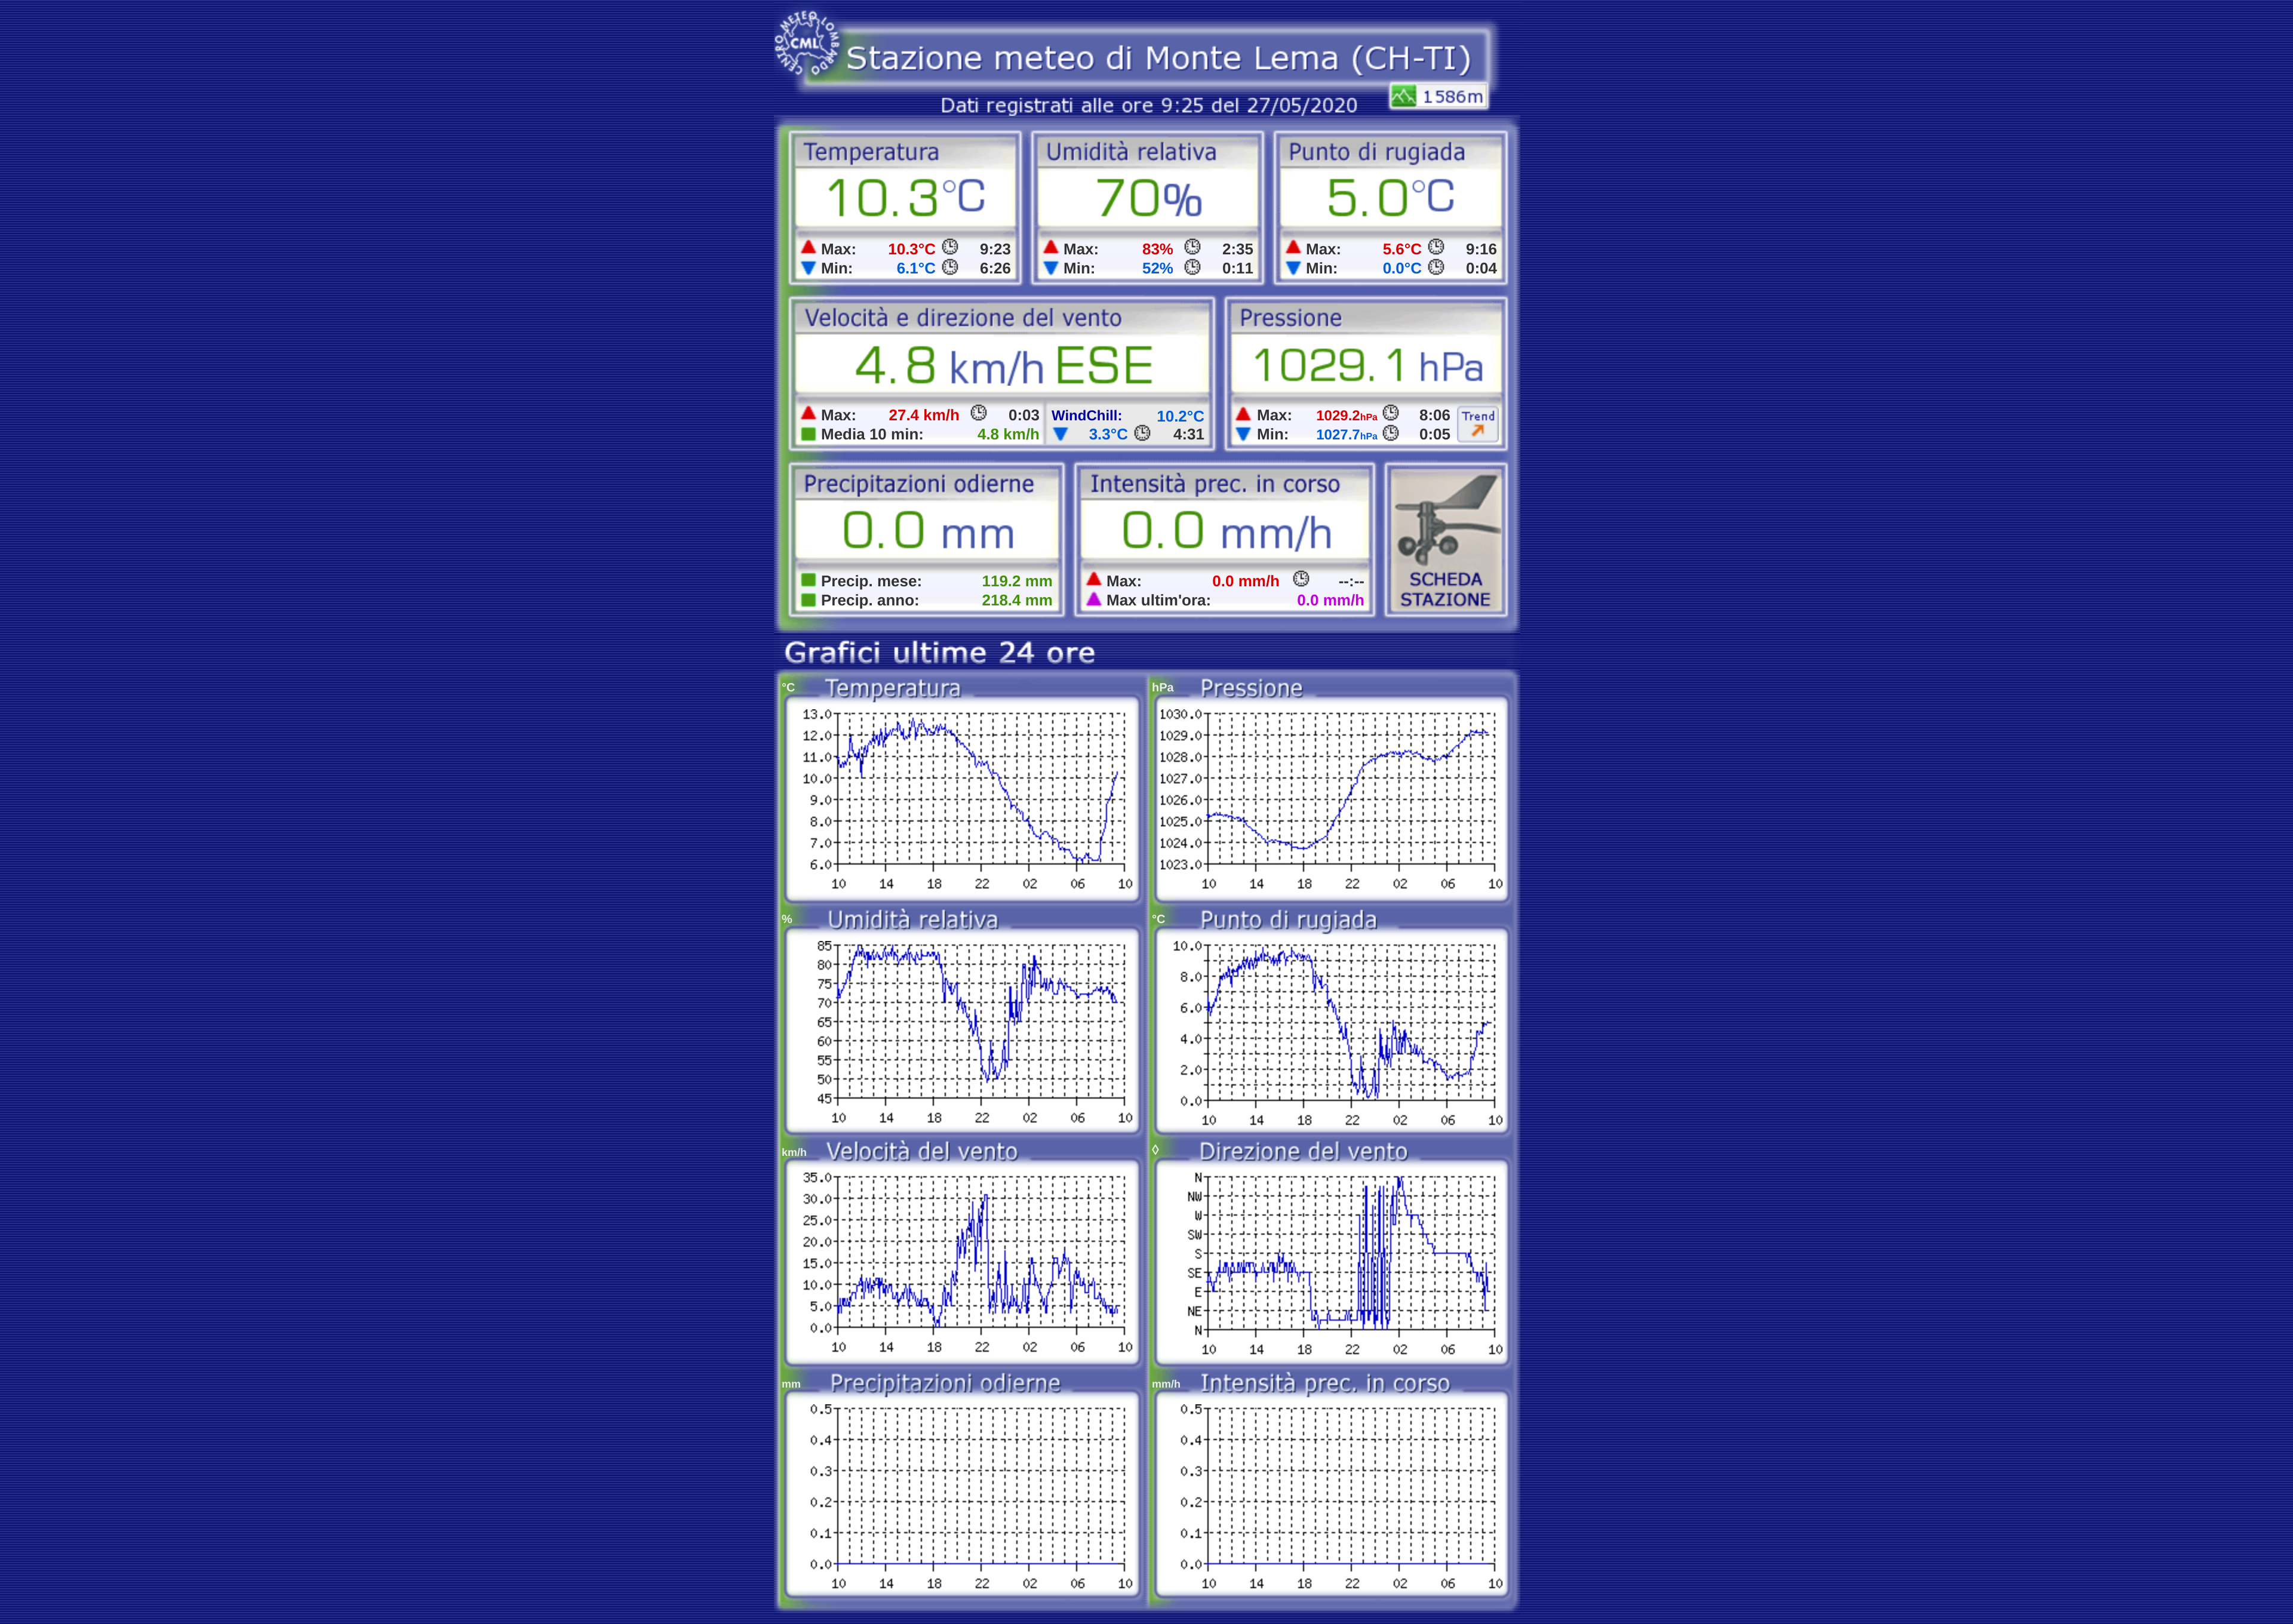 CENTRO METEO LOMBARDO
CML
Stazione meteo di Monte Lema (CH-TI)
1586m
Dati registrati alle ore 9:25 del 27/05/2020
Temperatura
10.3°C
Max: 10.3°C 9:23
Min: 6.1°C 6:26
Umidità relativa
70%
Max: 83% 2:35
Min: 52% 0:11
Punto di rugiada
5.0°C
Max: 5.6°C 9:16
Min: 0.0°C 0:04
Velocità e direzione del vento
4.8 km/h ESE
Max: 27.4 km/h 0:03
Media 10 min: 4.8 km/h
WindChill: 10.2°C
3.3°C 4:31
Pressione
1029.1 hPa
Max: 1029.2hPa 8:06
Min: 1027.7hPa 0:05
Trend
Precipitazioni odierne
0.0 mm
Precip. mese: 119.2 mm
Precip. anno: 218.4 mm
Intensità prec. in corso
0.0 mm/h
Max: 0.0 mm/h --:--
Max ultim'ora: 0.0 mm/h
SCHEDA
STAZIONE
Grafici ultime 24 ore
°C Temperatura
13.0
12.0
11.0
10.0
9.0
8.0
7.0
6.0
10 14 18 22 02 06 10
hPa Pressione
1030.0
1029.0
1028.0
1027.0
1026.0
1025.0
1024.0
1023.0
10 14 18 22 02 06 10
% Umidità relativa
85
80
75
70
65
60
55
50
45
10 14 18 22 02 06 10
°C Punto di rugiada
10.0
8.0
6.0
4.0
2.0
0.0
10 14 18 22 02 06 10
km/h Velocità del vento
35.0
30.0
25.0
20.0
15.0
10.0
5.0
0.0
10 14 18 22 02 06 10
◊ Direzione del vento
N
NW
W
SW
S
SE
E
NE
N
10 14 18 22 02 06 10
mm Precipitazioni odierne
0.5
0.4
0.3
0.2
0.1
0.0
10 14 18 22 02 06 10
mm/h Intensità prec. in corso
0.5
0.4
0.3
0.2
0.1
0.0
10 14 18 22 02 06 10